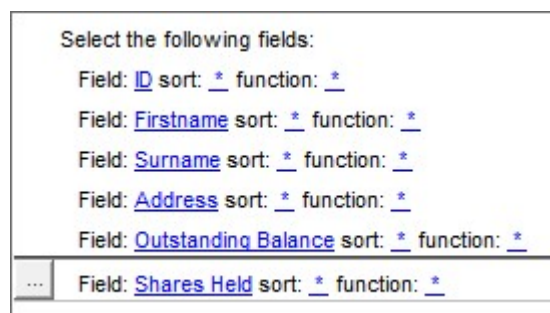 Select the following fields:
Field: ID sort: * function: *
Field: Firstname sort: * function: *
Field: Surname sort: * function: *
Field: Address sort: * function: *
Field: Outstanding Balance sort: * function: *
... Field: Shares Held sort: * function: *